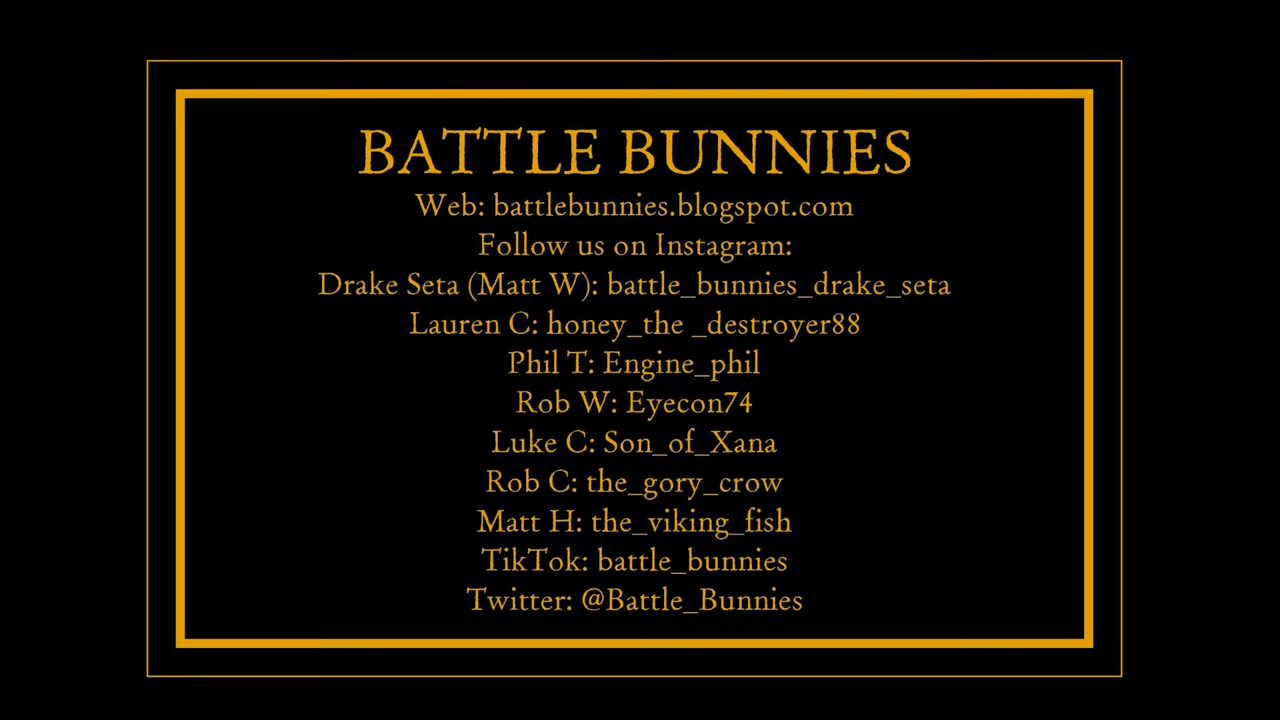 BATTLE BUNNIES
Web: battlebunnies.blogspot.com
Follow us on Instagram:
Drake Seta (Matt W): battle_bunnies_drake_seta
Lauren C: honey_the _destroyer88
Phil T: Engine_phil
Rob W: Eyecon74
Luke C: Son_of_Xana
Rob C: the_gory_crow
Matt H: the_viking_fish
TikTok: battle_bunnies
Twitter: @Battle_Bunnies